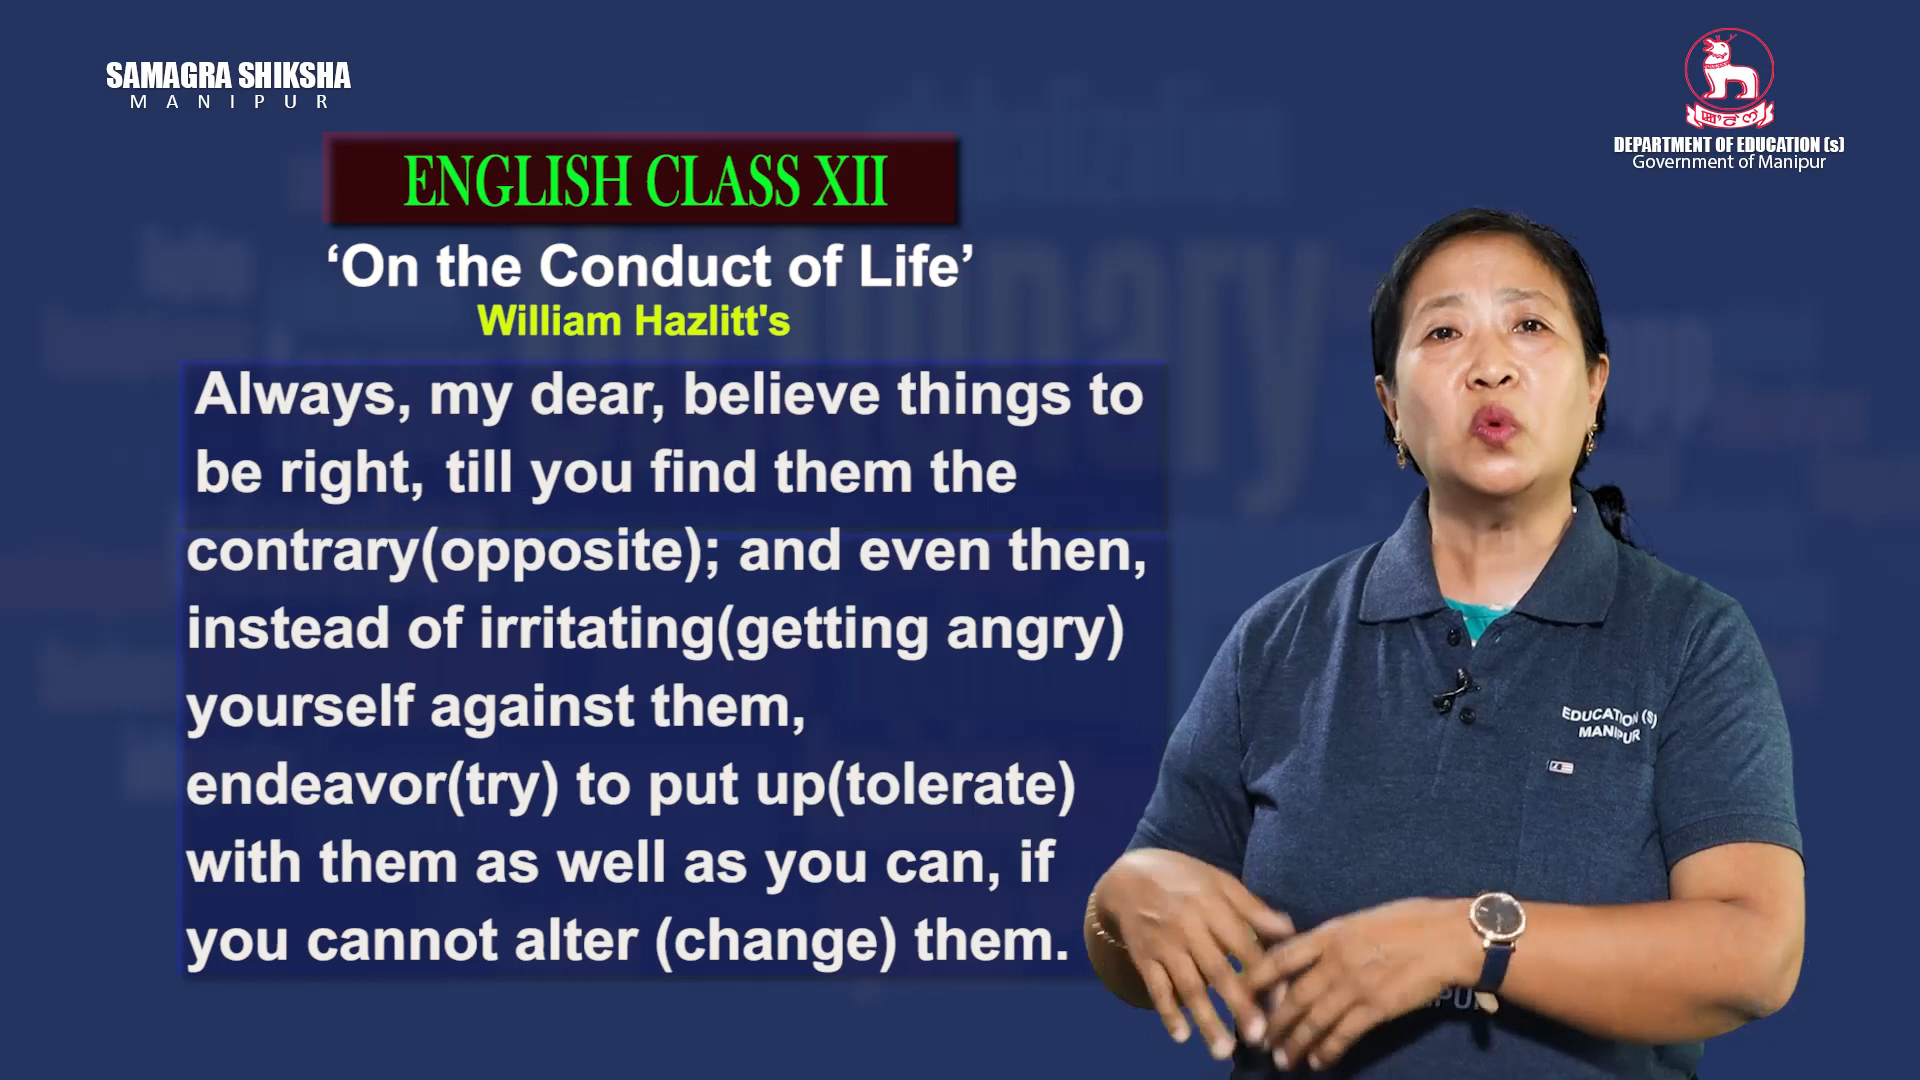 SAMAGRA SHIKSHA
MANIPUR
DEPARTMENT OF EDUCATION (s)
Government of Manipur
ENGLISH CLASS XII
‘On the Conduct of Life’
William Hazlitt's
Always, my dear, believe things to
be right, till you find them the
contrary(opposite); and even then,
instead of irritating(getting angry)
yourself against them,
endeavor(try) to put up(tolerate)
with them as well as you can, if
you cannot alter (change) them.
EDUCATION (S)
MANIPUR